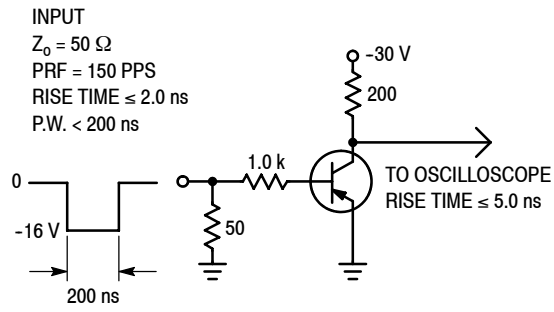 INPUT
Zo = 50 Ω
PRF = 150 PPS
RISE TIME ≤ 2.0 ns
P.W. < 200 ns
-30 V
200
1.0 k
TO OSCILLOSCOPE
RISE TIME ≤ 5.0 ns
0
-16 V
50
200 ns